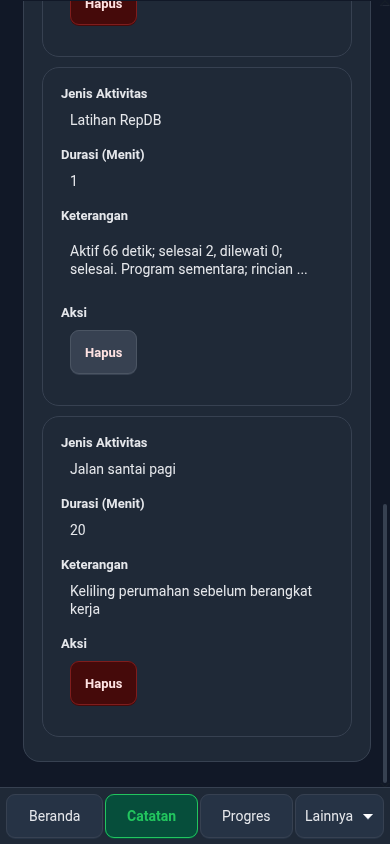 Hapus
Jenis Aktivitas
Latihan RepDB
Durasi (Menit)
1
Keterangan
Aktif 66 detik; selesai 2, dilewati 0;
selesai. Program sementara; rincian ...
Aksi
Hapus
Jenis Aktivitas
Jalan santai pagi
Durasi (Menit)
20
Keterangan
Keliling perumahan sebelum berangkat
kerja
Aksi
Hapus
Beranda
Catatan
Progres
Lainnya